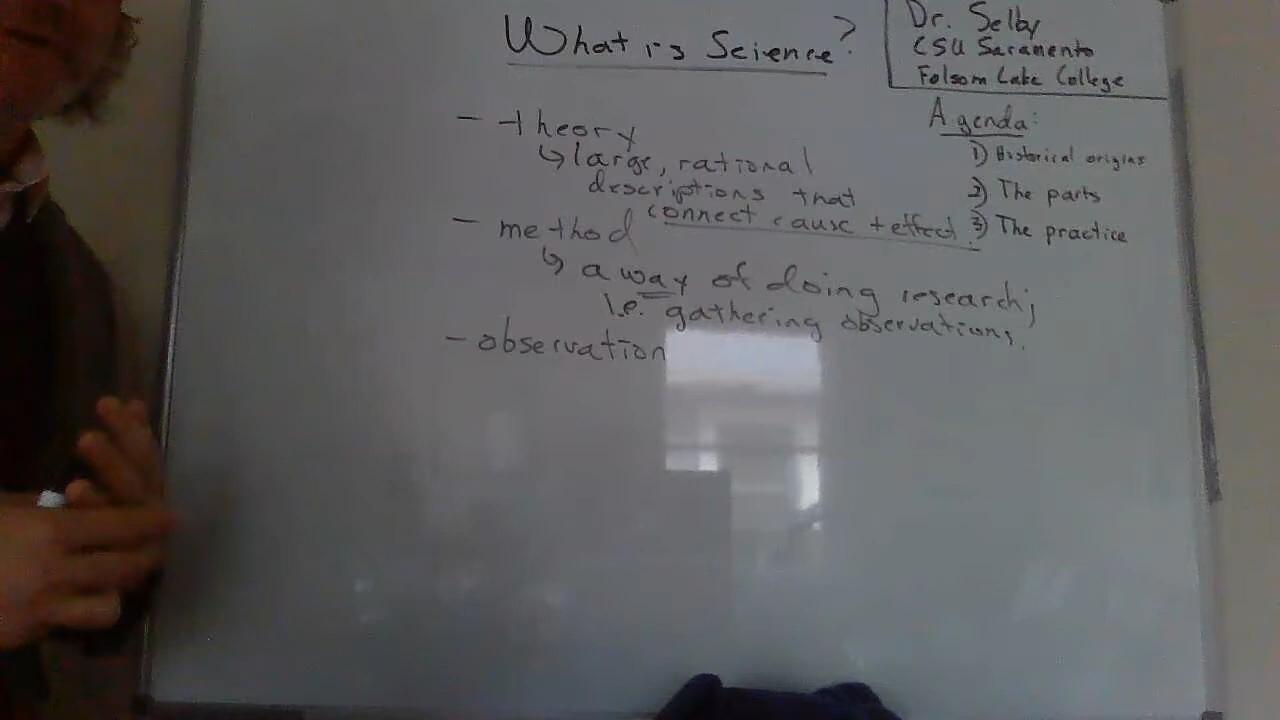 What is Science?
- theory
↳ large, rational
descriptions that
connect cause + effect.
- method
↳ a way of doing research;
i.e. gathering observations.
- observation
Dr. Selby
CSU Saramento
Folsom Lake College
Agenda:
1) Historical origins
2) The parts
3) The practice